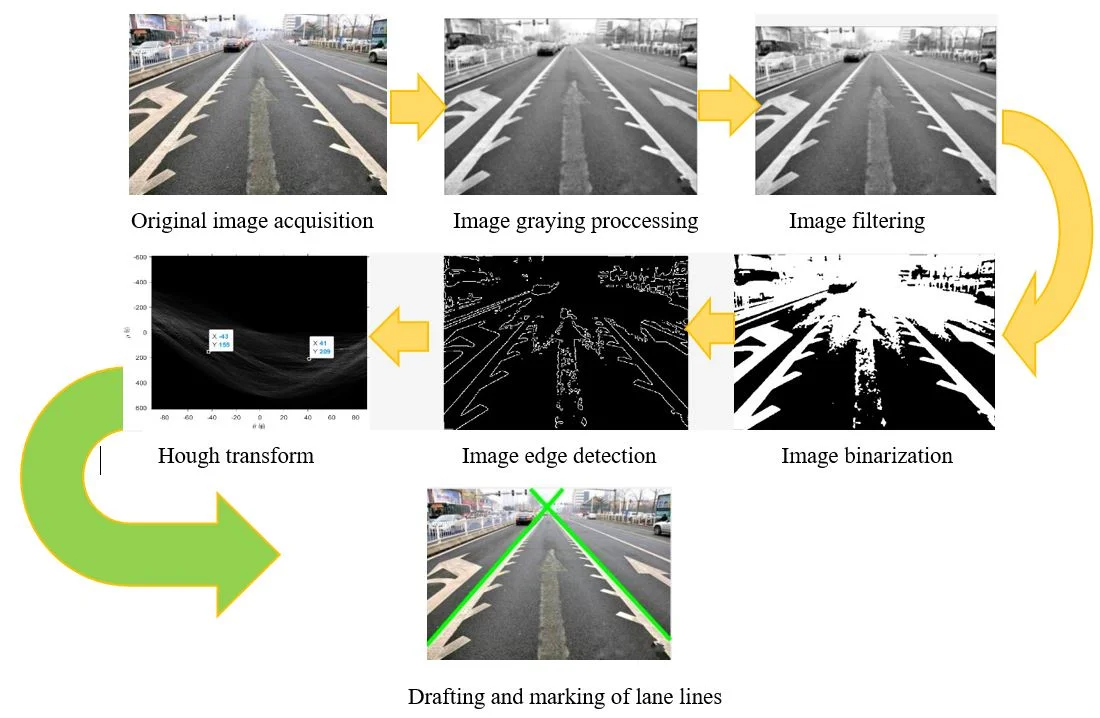 Original image acquisition
Image graying proccessing
Image filtering
-600
-400
-200
0
200
400
600
X -43
Y 155
X 41
Y 209
-80 -60 -40 -20 0 20 40 60 80
Hough transform
Image edge detection
Image binarization
Drafting and marking of lane lines